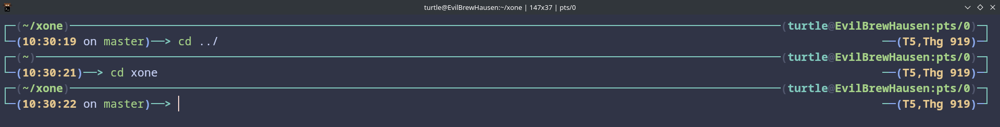 turtle@EvilBrewHausen:~/xone | 147x37 | pts/0
(~/xone) (turtle@EvilBrewHausen:pts/0)
(10:30:19 on master)──> cd ../ (T5,Thg 919)
(~) (turtle@EvilBrewHausen:pts/0)
(10:30:21)──> cd xone (T5,Thg 919)
(~/xone) (turtle@EvilBrewHausen:pts/0)
(10:30:22 on master)──> (T5,Thg 919)